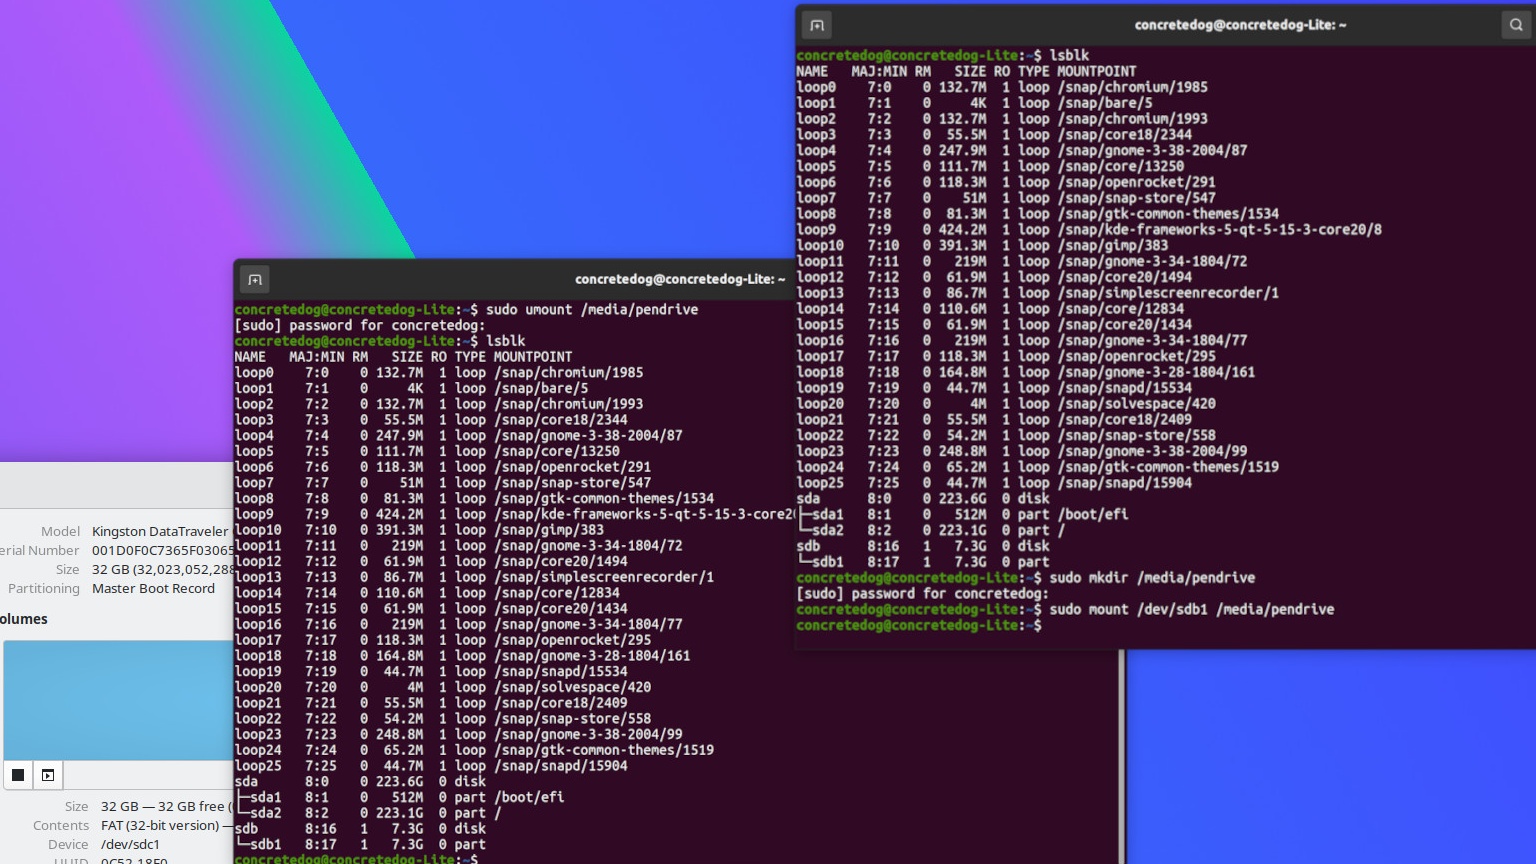 concretedog@concretedog-Lite: ~
concretedog@concretedog-Lite:~$ lsblk
NAME MAJ:MIN RM SIZE RO TYPE MOUNTPOINT
loop0 7:0 0 132.7M 1 loop /snap/chromium/1985
loop1 7:1 0 4K 1 loop /snap/bare/5
loop2 7:2 0 132.7M 1 loop /snap/chromium/1993
loop3 7:3 0 55.5M 1 loop /snap/core18/2344
loop4 7:4 0 247.9M 1 loop /snap/gnome-3-38-2004/87
loop5 7:5 0 111.7M 1 loop /snap/core/13250
loop6 7:6 0 118.3M 1 loop /snap/openrocket/291
loop7 7:7 0 51M 1 loop /snap/snap-store/547
loop8 7:8 0 81.3M 1 loop /snap/gtk-common-themes/1534
loop9 7:9 0 424.2M 1 loop /snap/kde-frameworks-5-qt-5-15-3-core20/8
loop10 7:10 0 391.3M 1 loop /snap/gimp/383
loop11 7:11 0 219M 1 loop /snap/gnome-3-34-1804/72
loop12 7:12 0 61.9M 1 loop /snap/core20/1494
loop13 7:13 0 86.7M 1 loop /snap/simplescreenrecorder/1
loop14 7:14 0 110.6M 1 loop /snap/core/12834
loop15 7:15 0 61.9M 1 loop /snap/core20/1434
loop16 7:16 0 219M 1 loop /snap/gnome-3-34-1804/77
loop17 7:17 0 118.3M 1 loop /snap/openrocket/295
loop18 7:18 0 164.8M 1 loop /snap/gnome-3-28-1804/161
loop19 7:19 0 44.7M 1 loop /snap/snapd/15534
loop20 7:20 0 4M 1 loop /snap/solvespace/420
loop21 7:21 0 55.5M 1 loop /snap/core18/2409
loop22 7:22 0 54.2M 1 loop /snap/snap-store/558
loop23 7:23 0 248.8M 1 loop /snap/gnome-3-38-2004/99
loop24 7:24 0 65.2M 1 loop /snap/gtk-common-themes/1519
loop25 7:25 0 44.7M 1 loop /snap/snapd/15904
sda 8:0 0 223.6G 0 disk
├─sda1 8:1 0 512M 0 part /boot/efi
└─sda2 8:2 0 223.1G 0 part /
sdb 8:16 1 7.3G 0 disk
└─sdb1 8:17 1 7.3G 0 part
concretedog@concretedog-Lite:~$ sudo mkdir /media/pendrive
[sudo] password for concretedog:
concretedog@concretedog-Lite:~$ sudo mount /dev/sdb1 /media/pendrive
concretedog@concretedog-Lite:~$
concretedog@concretedog-Lite: ~
concretedog@concretedog-Lite:~$ sudo umount /media/pendrive
[sudo] password for concretedog:
concretedog@concretedog-Lite:~$ lsblk
NAME MAJ:MIN RM SIZE RO TYPE MOUNTPOINT
loop0 7:0 0 132.7M 1 loop /snap/chromium/1985
loop1 7:1 0 4K 1 loop /snap/bare/5
loop2 7:2 0 132.7M 1 loop /snap/chromium/1993
loop3 7:3 0 55.5M 1 loop /snap/core18/2344
loop4 7:4 0 247.9M 1 loop /snap/gnome-3-38-2004/87
loop5 7:5 0 111.7M 1 loop /snap/core/13250
loop6 7:6 0 118.3M 1 loop /snap/openrocket/291
loop7 7:7 0 51M 1 loop /snap/snap-store/547
loop8 7:8 0 81.3M 1 loop /snap/gtk-common-themes/1534
loop9 7:9 0 424.2M 1 loop /snap/kde-frameworks-5-qt-5-15-3-core20
loop10 7:10 0 391.3M 1 loop /snap/gimp/383
loop11 7:11 0 219M 1 loop /snap/gnome-3-34-1804/72
loop12 7:12 0 61.9M 1 loop /snap/core20/1494
loop13 7:13 0 86.7M 1 loop /snap/simplescreenrecorder/1
loop14 7:14 0 110.6M 1 loop /snap/core/12834
loop15 7:15 0 61.9M 1 loop /snap/core20/1434
loop16 7:16 0 219M 1 loop /snap/gnome-3-34-1804/77
loop17 7:17 0 118.3M 1 loop /snap/openrocket/295
loop18 7:18 0 164.8M 1 loop /snap/gnome-3-28-1804/161
loop19 7:19 0 44.7M 1 loop /snap/snapd/15534
loop20 7:20 0 4M 1 loop /snap/solvespace/420
loop21 7:21 0 55.5M 1 loop /snap/core18/2409
loop22 7:22 0 54.2M 1 loop /snap/snap-store/558
loop23 7:23 0 248.8M 1 loop /snap/gnome-3-38-2004/99
loop24 7:24 0 65.2M 1 loop /snap/gtk-common-themes/1519
loop25 7:25 0 44.7M 1 loop /snap/snapd/15904
sda 8:0 0 223.6G 0 disk
├─sda1 8:1 0 512M 0 part /boot/efi
└─sda2 8:2 0 223.1G 0 part /
sdb 8:16 1 7.3G 0 disk
└─sdb1 8:17 1 7.3G 0 part
concretedog@concretedog-Lite:~$
Model Kingston DataTraveler
erial Number 001D0F0C7365F03065
Size 32 GB (32,023,052,288
Partitioning Master Boot Record
olumes
Size 32 GB — 32 GB free (
Contents FAT (32-bit version) —
Device /dev/sdc1
UUID 0C52-18F0